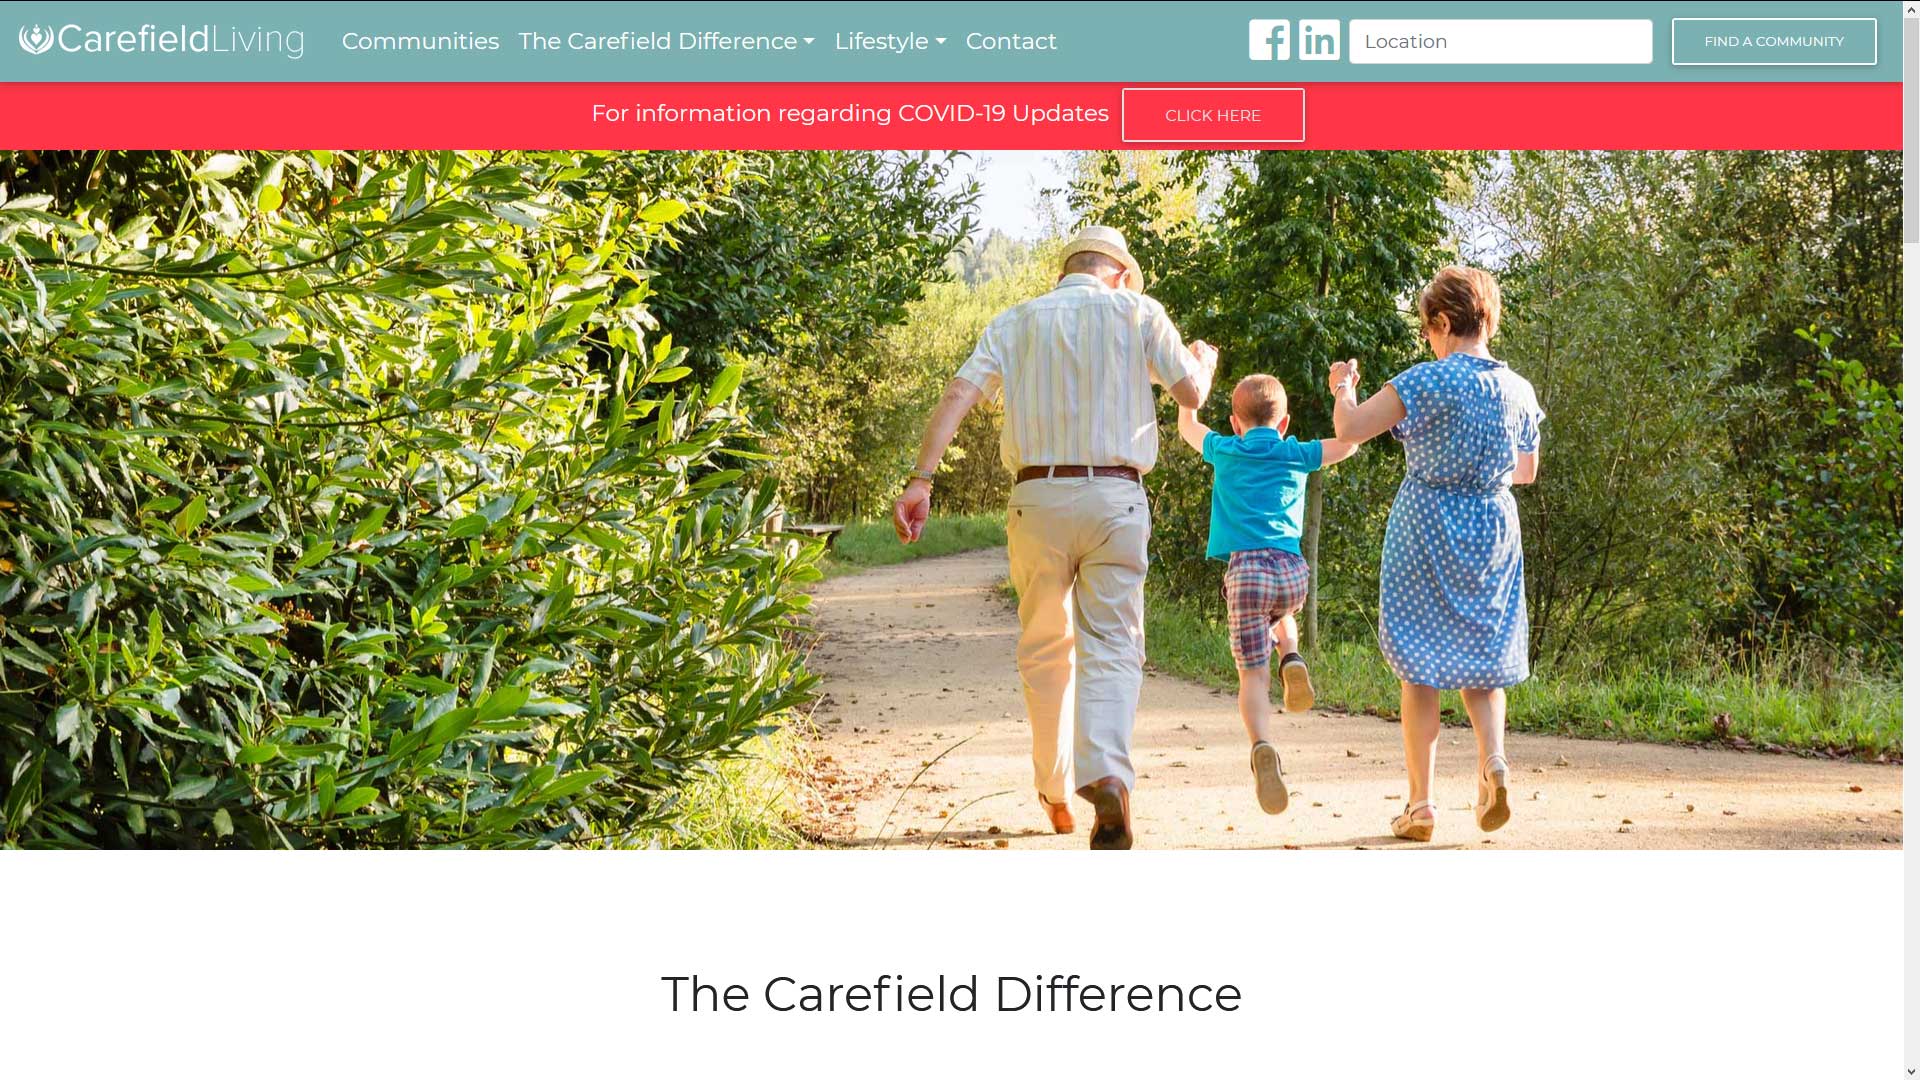 CarefieldLiving Communities The Carefield Difference Lifestyle Contact Location FIND A COMMUNITY
For information regarding COVID-19 Updates CLICK HERE
The Carefield Difference